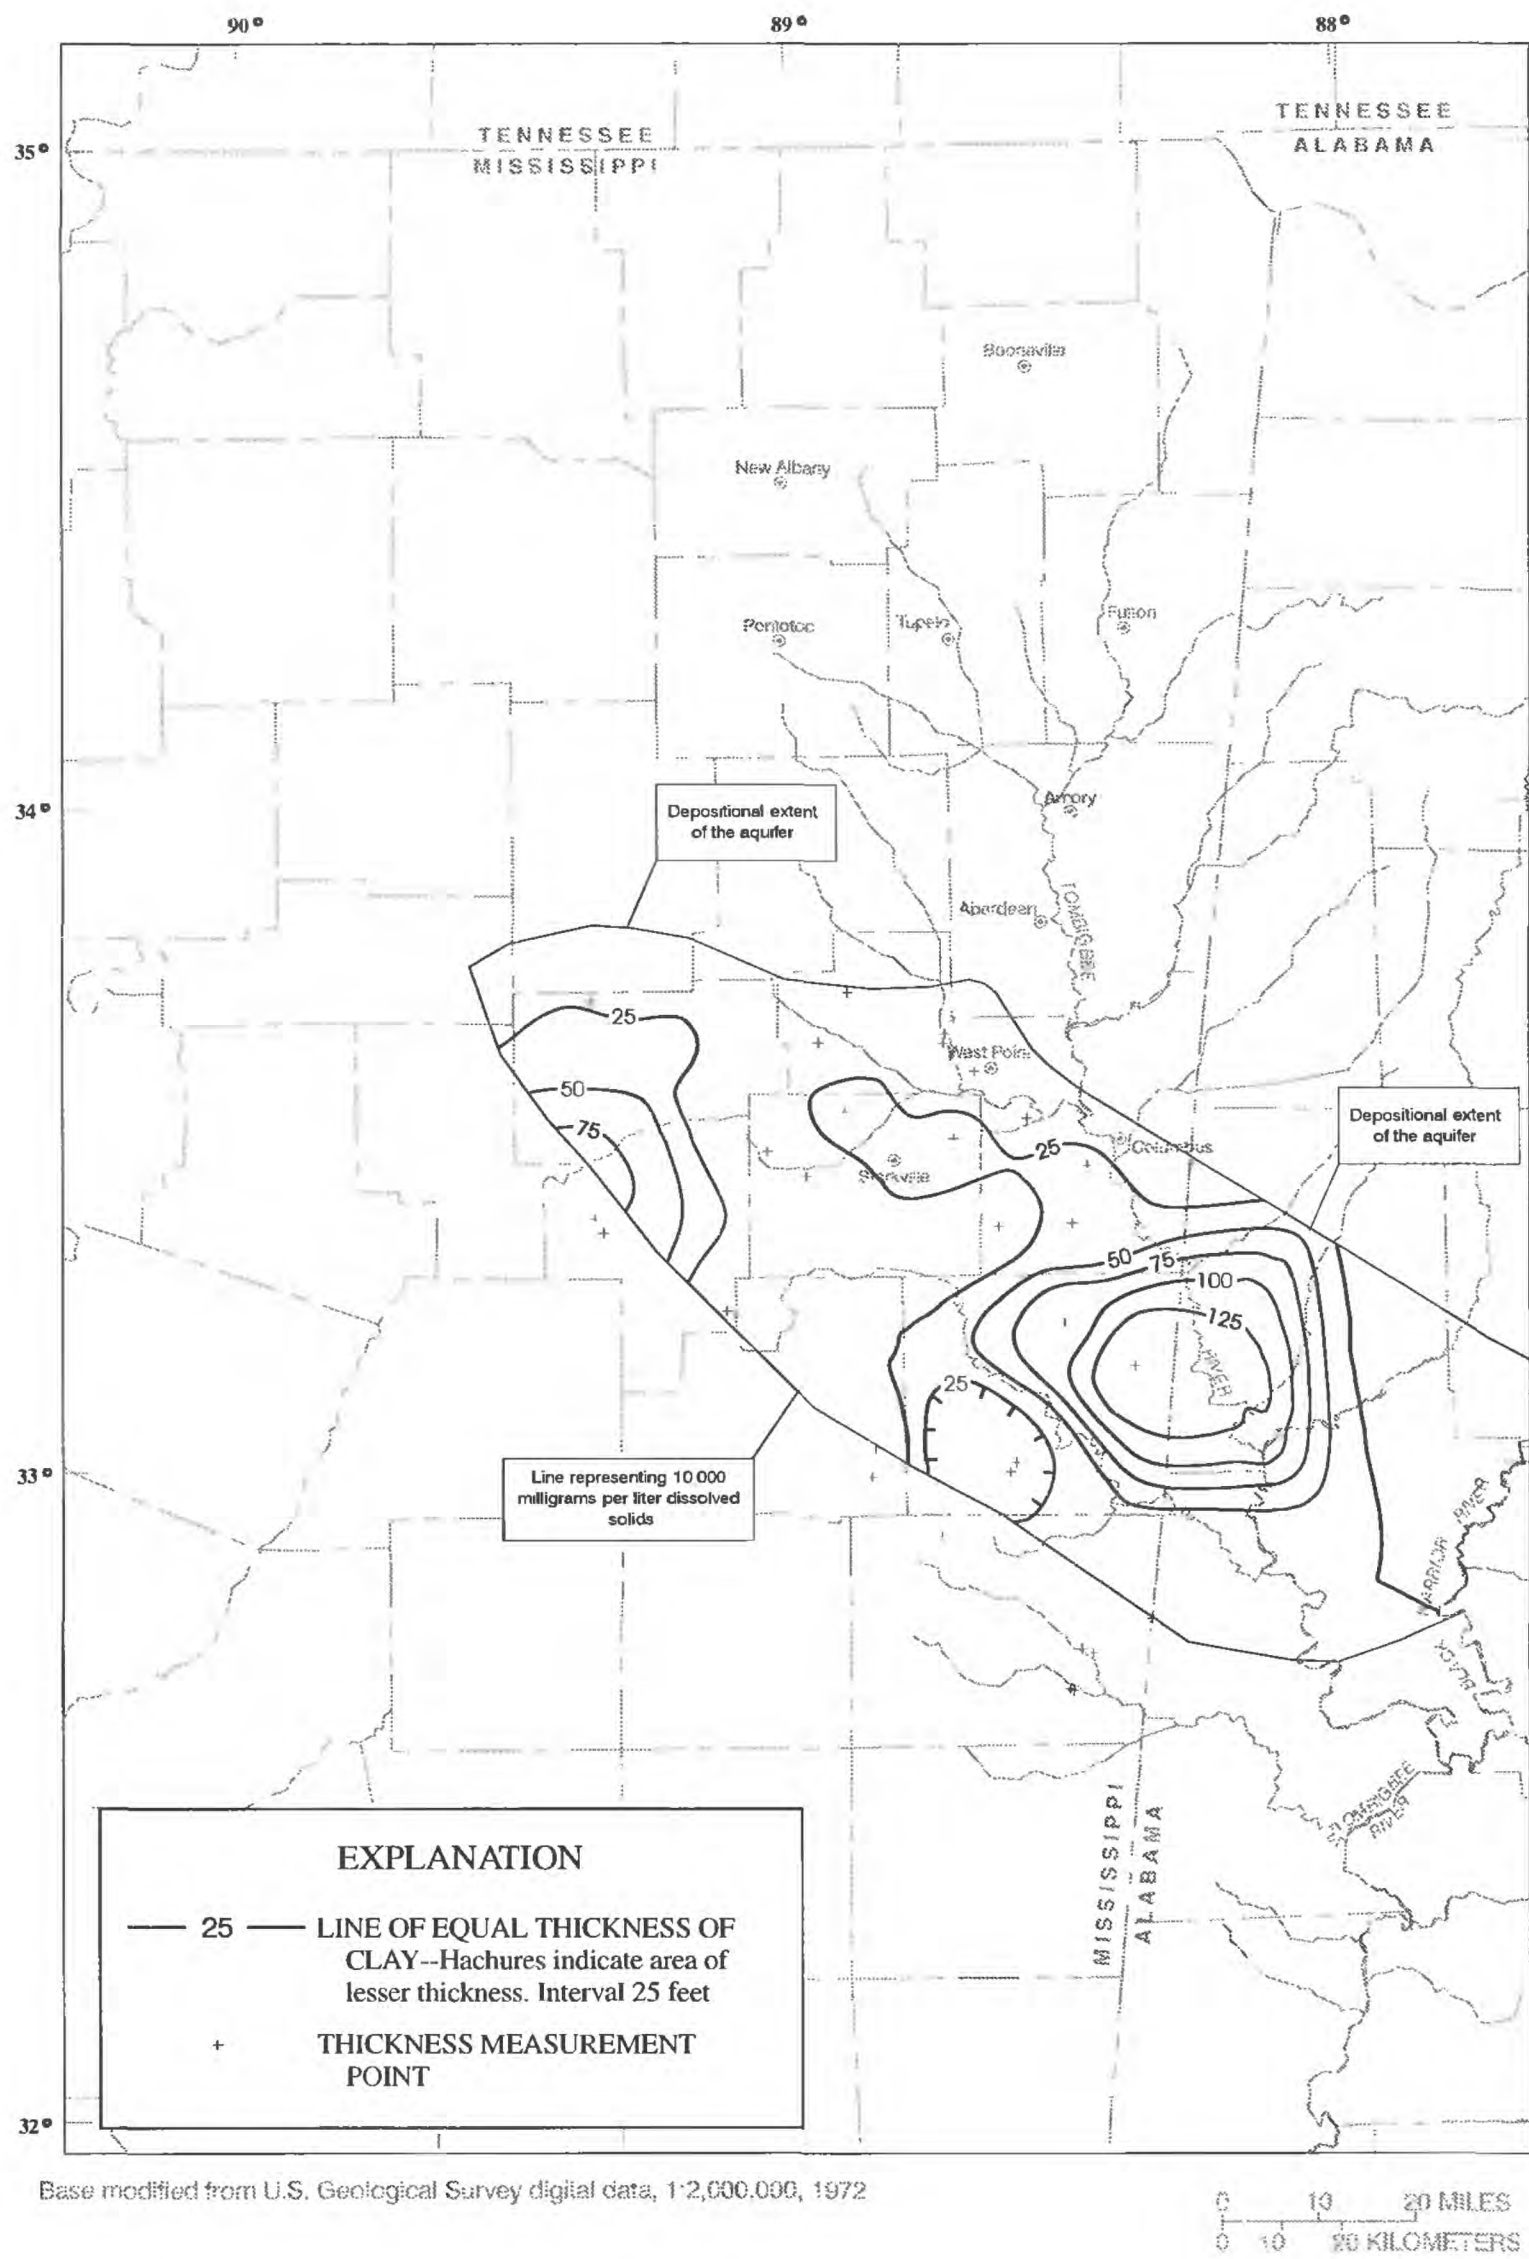 90° 89° 88°
TENNESSEE
ALABAMA
TENNESSEE
MISSISSIPPI
35°
Booneville
New Albany
Pontotoc
Tupelo
Fulton
34°
Depositional extent
of the aquifer
Amory
Aberdeen
TOMBIGBEE
25
West Point
50
75
Depositional extent
of the aquifer
25
Columbus
Starkville
50
75
100
125
RIVER
25
33°
Line representing 10 000
milligrams per liter dissolved
solids
WARRIOR RIVER
BLACK
TOMBIGBEE
RIVER
MISSISSIPPI
ALABAMA
EXPLANATION
25 LINE OF EQUAL THICKNESS OF
CLAY--Hachures indicate area of
lesser thickness. Interval 25 feet
+ THICKNESS MEASUREMENT
POINT
32°
Base modified from U.S. Geological Survey digital data, 1:2,000,000, 1972
0 10 20 MILES
0 10 20 KILOMETERS